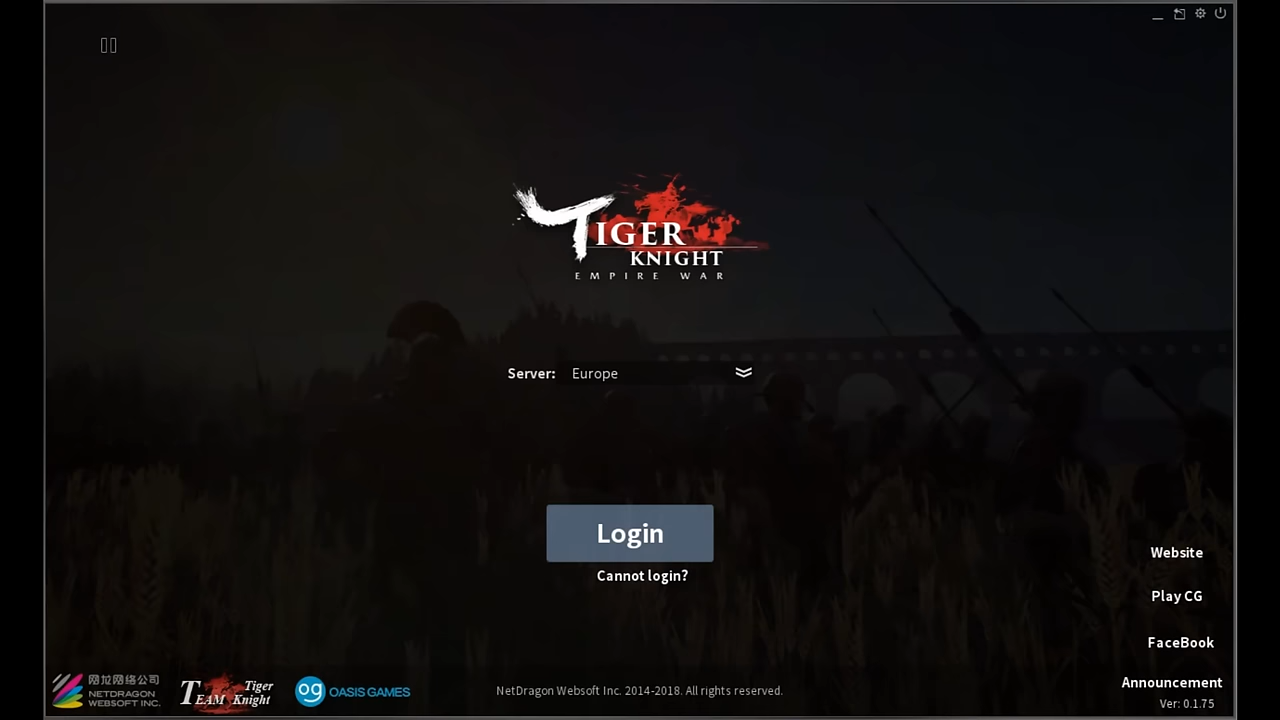 TIGER
KNIGHT
EMPIRE WAR
Server: Europe
Login
Cannot login?
Website
Play CG
FaceBook
Announcement
Ver: 0.1.75
网龙网络公司
NETDRAGON
WEBSOFT INC.
TEAM Tiger Knight
og OASIS GAMES
NetDragon Websoft Inc. 2014-2018. All rights reserved.